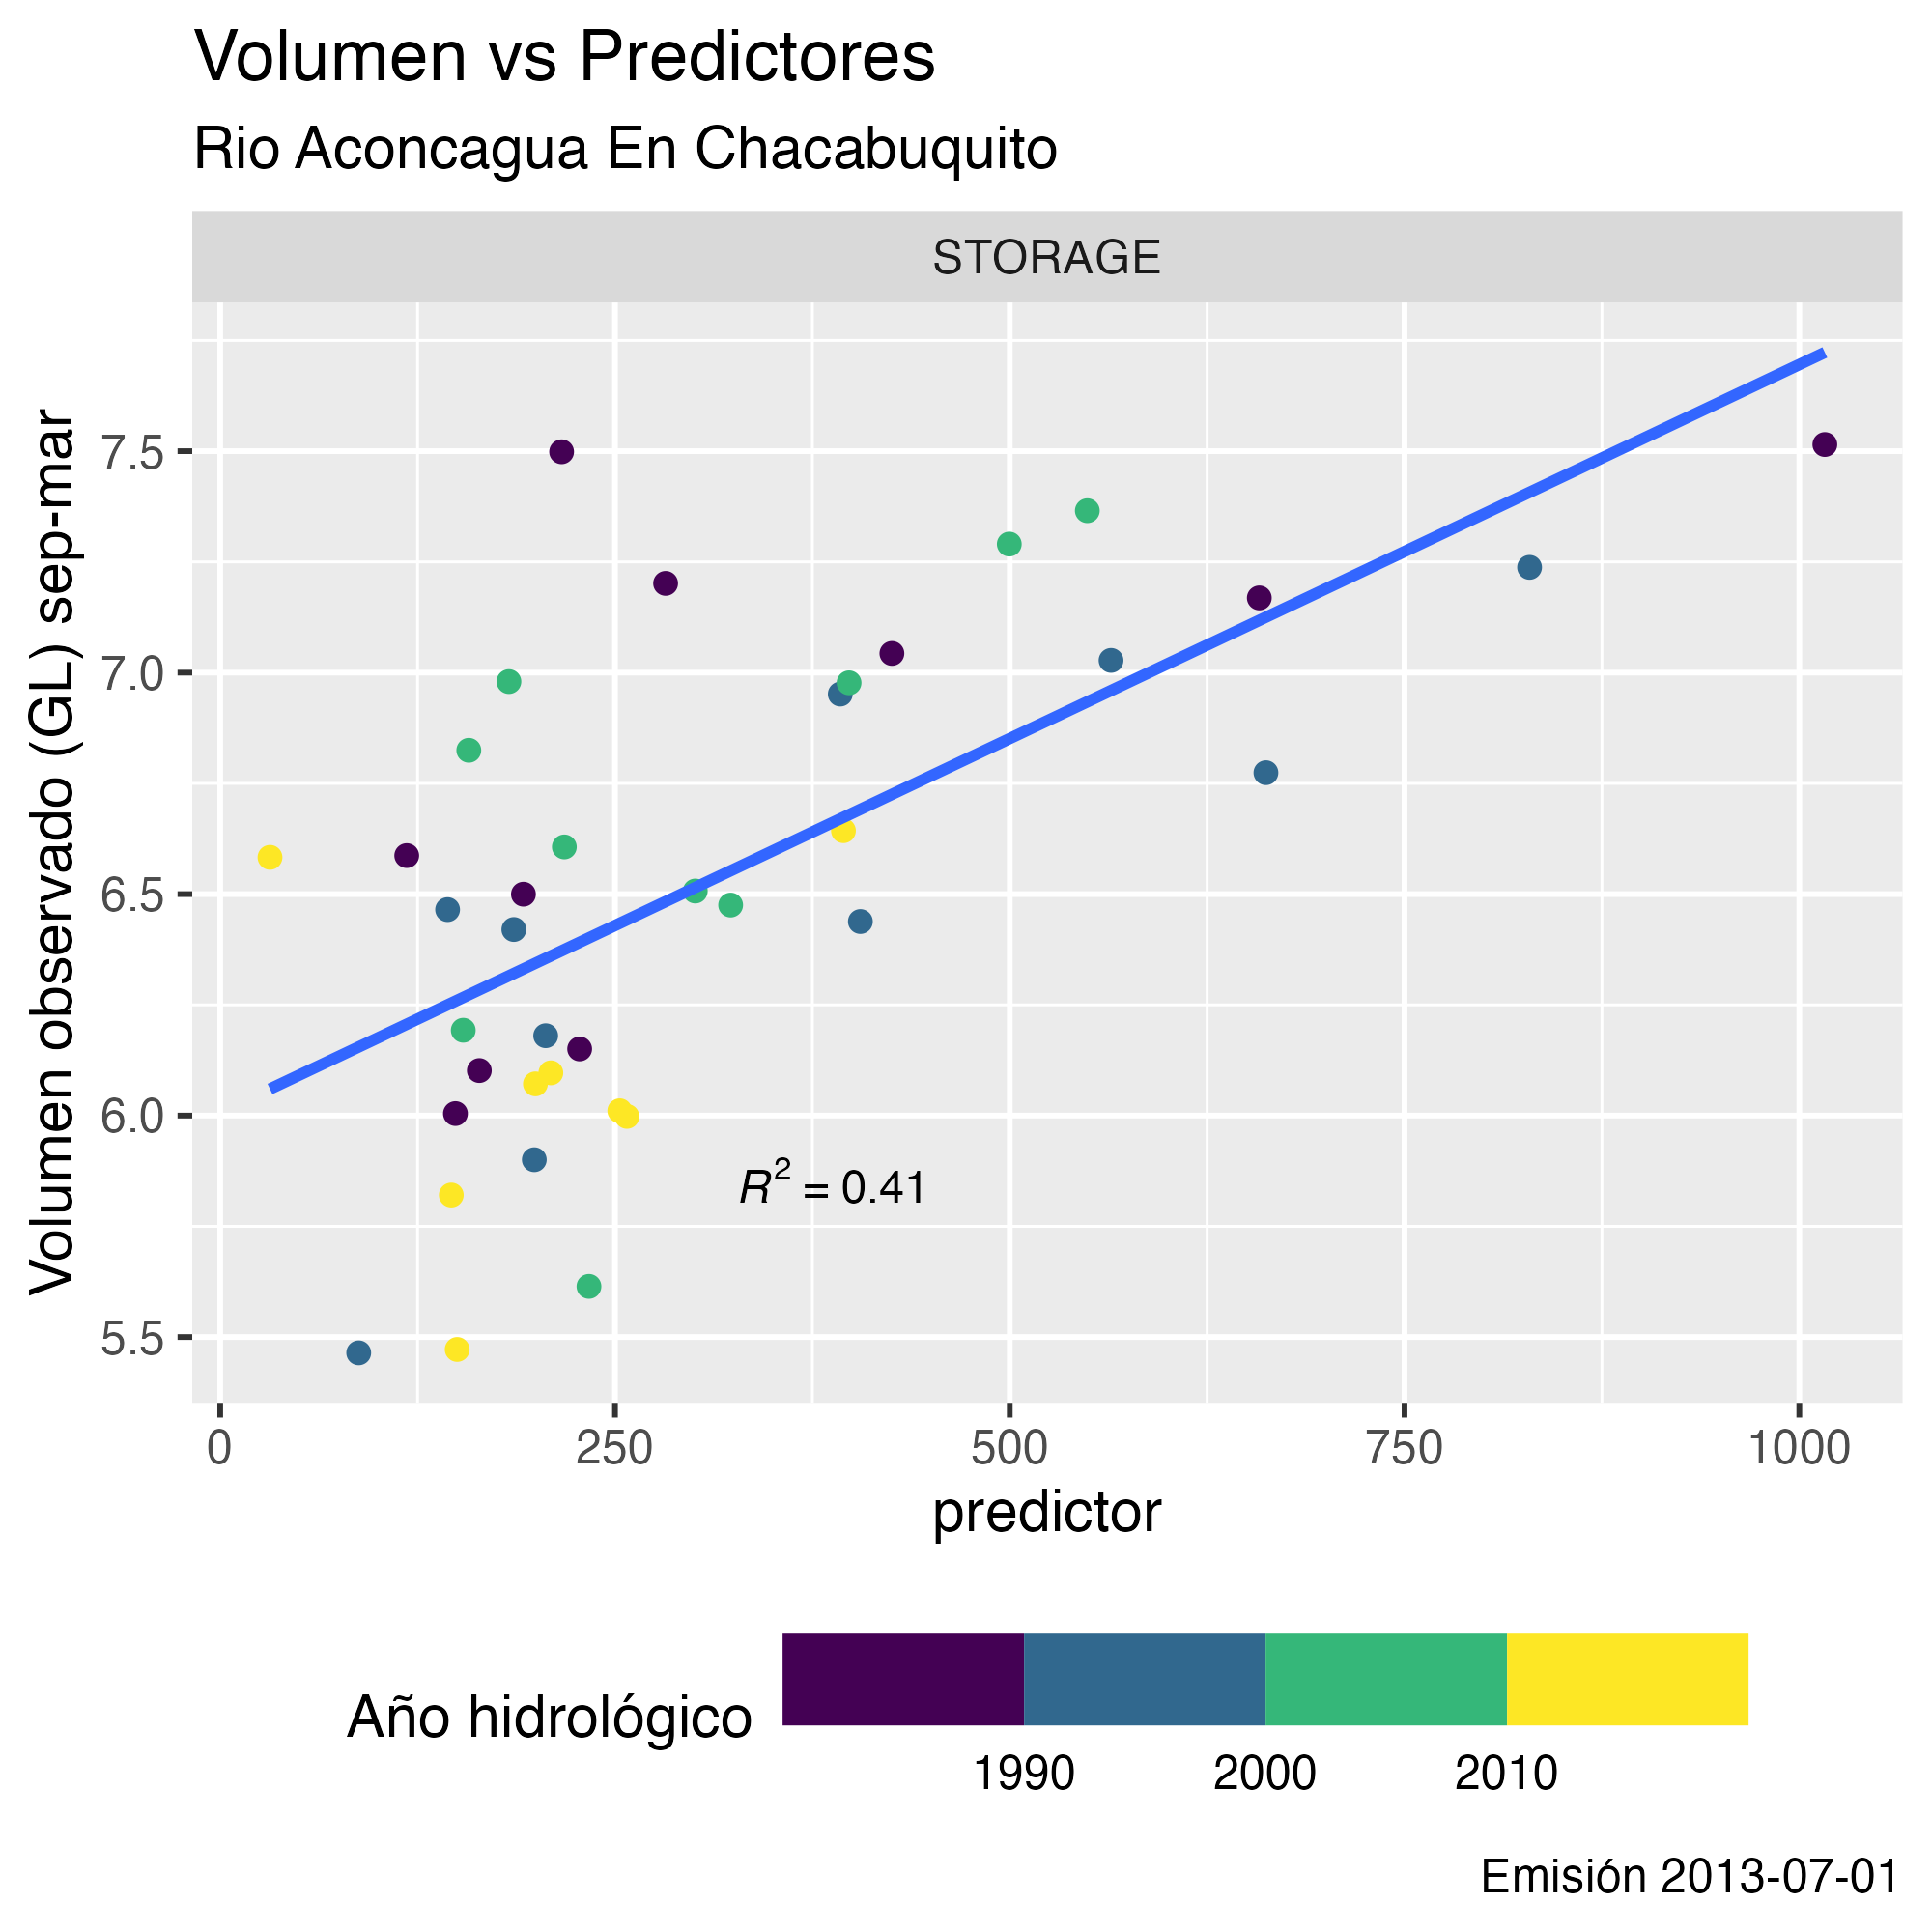 Volumen vs Predictores
Rio Aconcagua En Chacabuquito
STORAGE
Volumen observado (GL) sep-mar
7.5
7.0
6.5
6.0
5.5
R² = 0.41
0 250 500 750 1000
predictor
Año hidrológico
1990 2000 2010
Emisión 2013-07-01